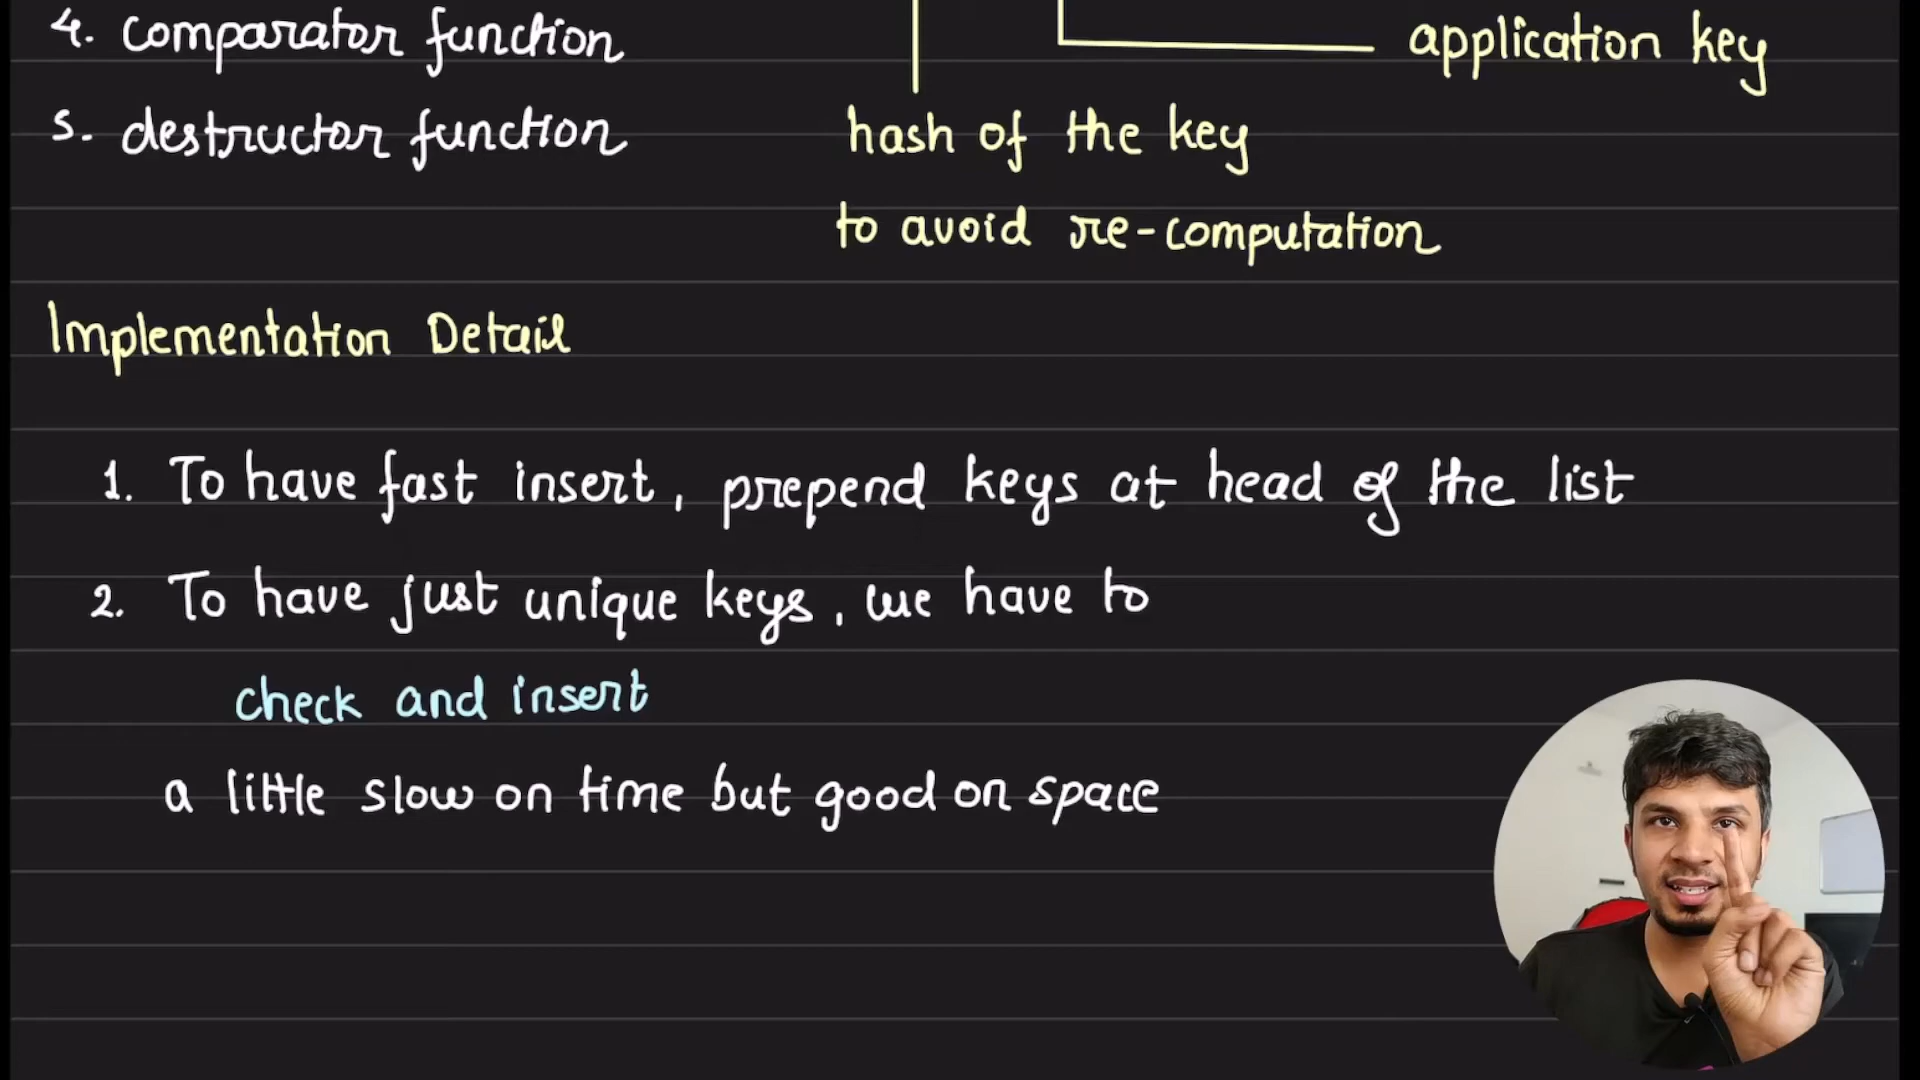 4. comparator function
application key
5. destructor function
hash of the key
to avoid re-computation
Implementation Detail
1. To have fast insert, prepend keys at head of the list
2. To have just unique keys, we have to
check and insert
a little slow on time but good on space